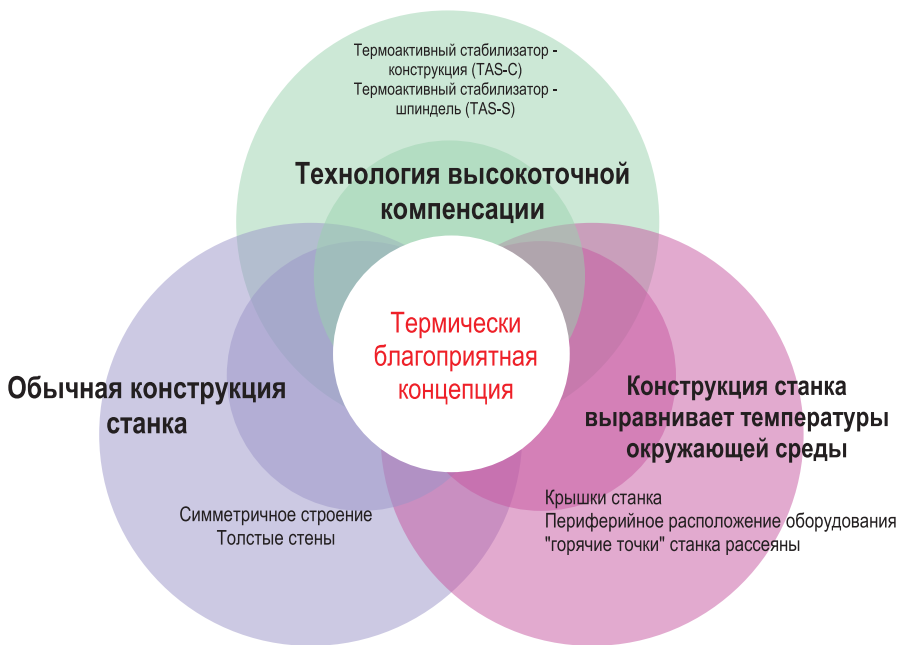 Термоактивный стабилизатор -
конструкция (TAS-C)
Термоактивный стабилизатор -
шпиндель (TAS-S)
Технология высокоточной
компенсации
Термически
благоприятная
концепция
Обычная конструкция
станка
Симметричное строение
Толстые стены
Конструкция станка
выравнивает температуры
окружающей среды
Крышки станка
Периферийное расположение оборудования
"горячие точки" станка рассеяны